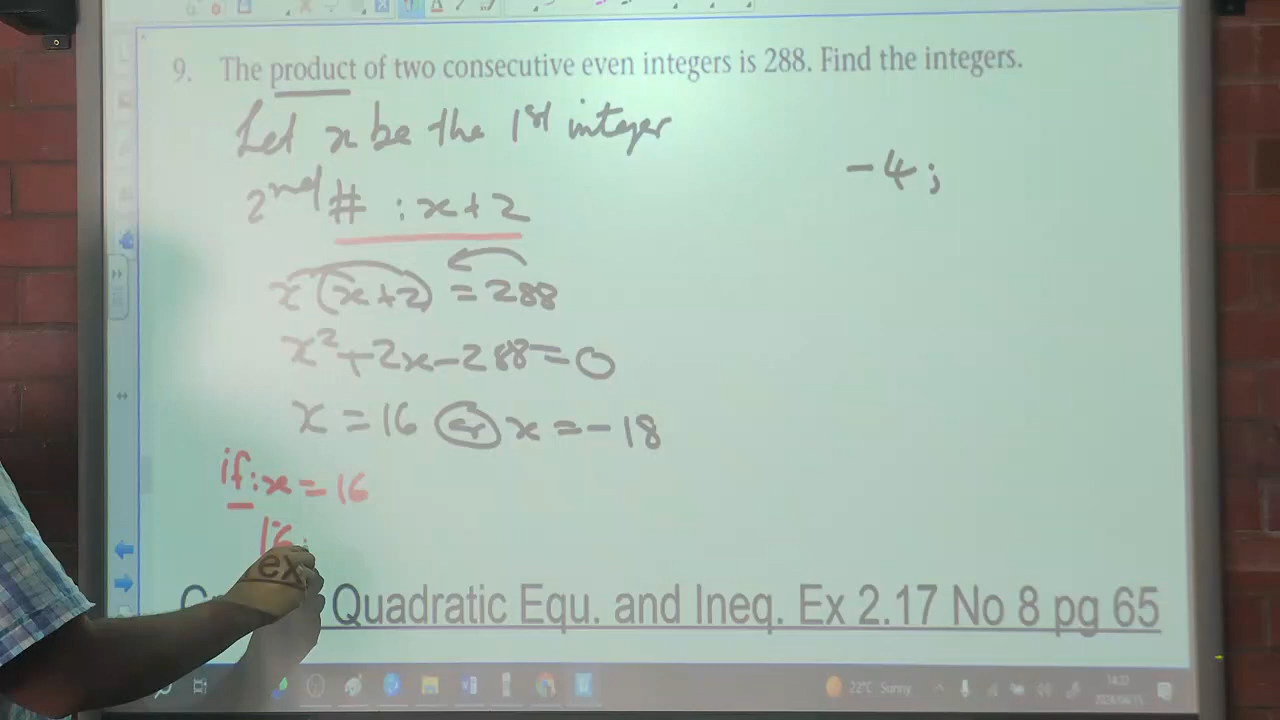 9. The product of two consecutive even integers is 288. Find the integers.
Let x be the 1st integer
-4;
2nd # : x+2
x(x+2) = 288
x²+2x-288=0
x=16 or x=-18
if: x=16
16
Quadratic Equ. and Ineq. Ex 2.17 No 8 pg 65
22°C Sunny